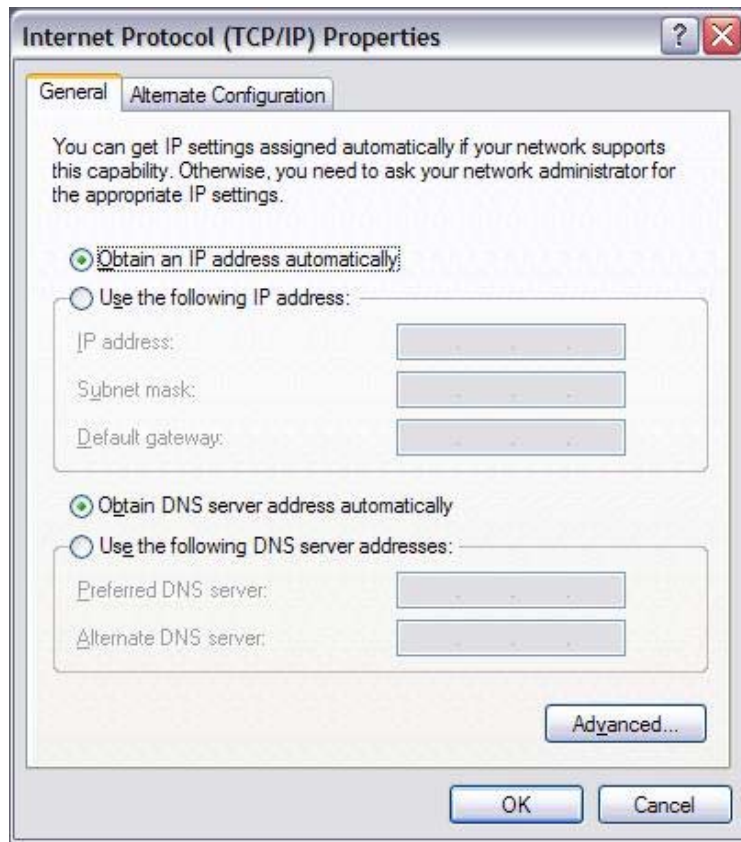 Internet Protocol (TCP/IP) Properties
General
Alternate Configuration
You can get IP settings assigned automatically if your network supports
this capability. Otherwise, you need to ask your network administrator for
the appropriate IP settings.
Obtain an IP address automatically
Use the following IP address:
IP address:
Subnet mask:
Default gateway:
Obtain DNS server address automatically
Use the following DNS server addresses:
Preferred DNS server:
Alternate DNS server:
Advanced...
OK
Cancel